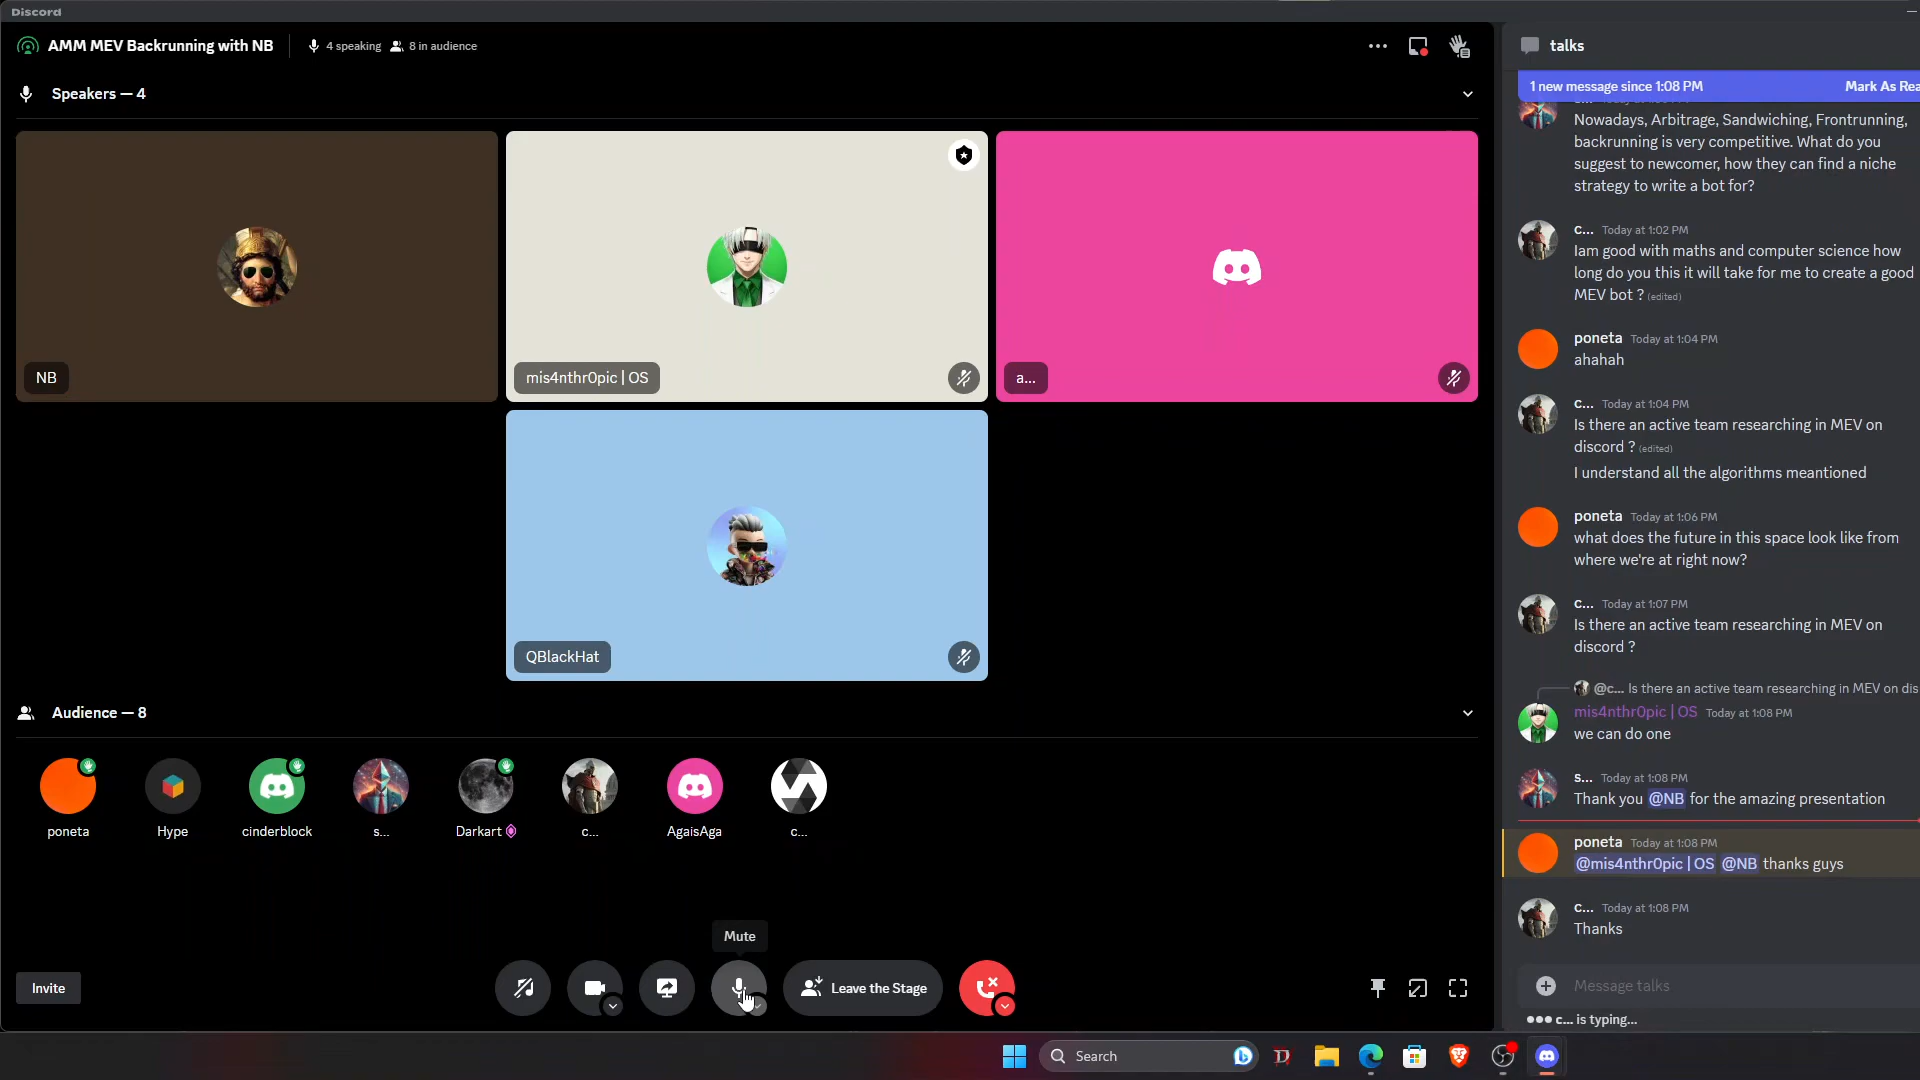 Discord
AMM MEV Backrunning with NB
4 speaking
8 in audience
Speakers — 4
NB
mis4nthr0pic | OS
a...
QBlackHat
Audience — 8
poneta
Hype
cinderblock
s...
Darkart
c...
AgaisAga
c...
Mute
Invite
Leave the Stage
talks
1 new message since 1:08 PM
Mark As Rea
Nowadays, Arbitrage, Sandwiching, Frontrunning,
backrunning is very competitive. What do you
suggest to newcomer, how they can find a niche
strategy to write a bot for?
c... Today at 1:02 PM
Iam good with maths and computer science how
long do you this it will take for me to create a good
MEV bot ? (edited)
poneta Today at 1:04 PM
ahahah
c... Today at 1:04 PM
Is there an active team researching in MEV on
discord ? (edited)
I understand all the algorithms meantioned
poneta Today at 1:06 PM
what does the future in this space look like from
where we're at right now?
c... Today at 1:07 PM
Is there an active team researching in MEV on
discord ?
@c... Is there an active team researching in MEV on dis
mis4nthr0pic | OS Today at 1:08 PM
we can do one
s... Today at 1:08 PM
Thank you @NB for the amazing presentation
poneta Today at 1:08 PM
@mis4nthr0pic | OS @NB thanks guys
c... Today at 1:08 PM
Thanks
Message talks
c... is typing...
Search